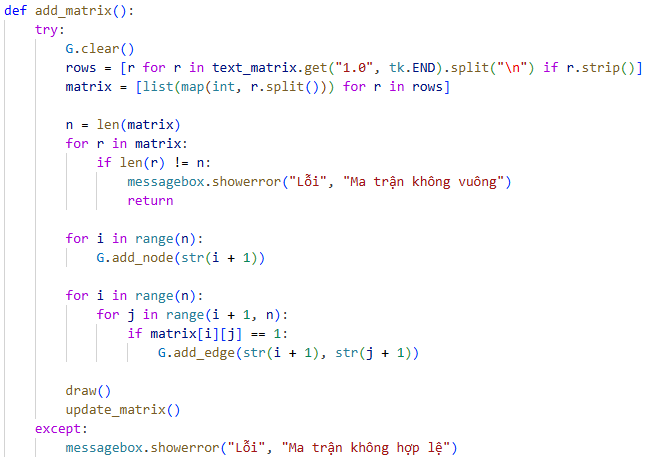 def add_matrix():
    try:
        G.clear()
        rows = [r for r in text_matrix.get("1.0", tk.END).split("\n") if r.strip()]
        matrix = [list(map(int, r.split())) for r in rows]

        n = len(matrix)
        for r in matrix:
            if len(r) != n:
                messagebox.showerror("Lỗi", "Ma trận không vuông")
                return

        for i in range(n):
            G.add_node(str(i + 1))

        for i in range(n):
            for j in range(i + 1, n):
                if matrix[i][j] == 1:
                    G.add_edge(str(i + 1), str(j + 1))

        draw()
        update_matrix()
    except:
        messagebox.showerror("Lỗi", "Ma trận không hợp lệ")